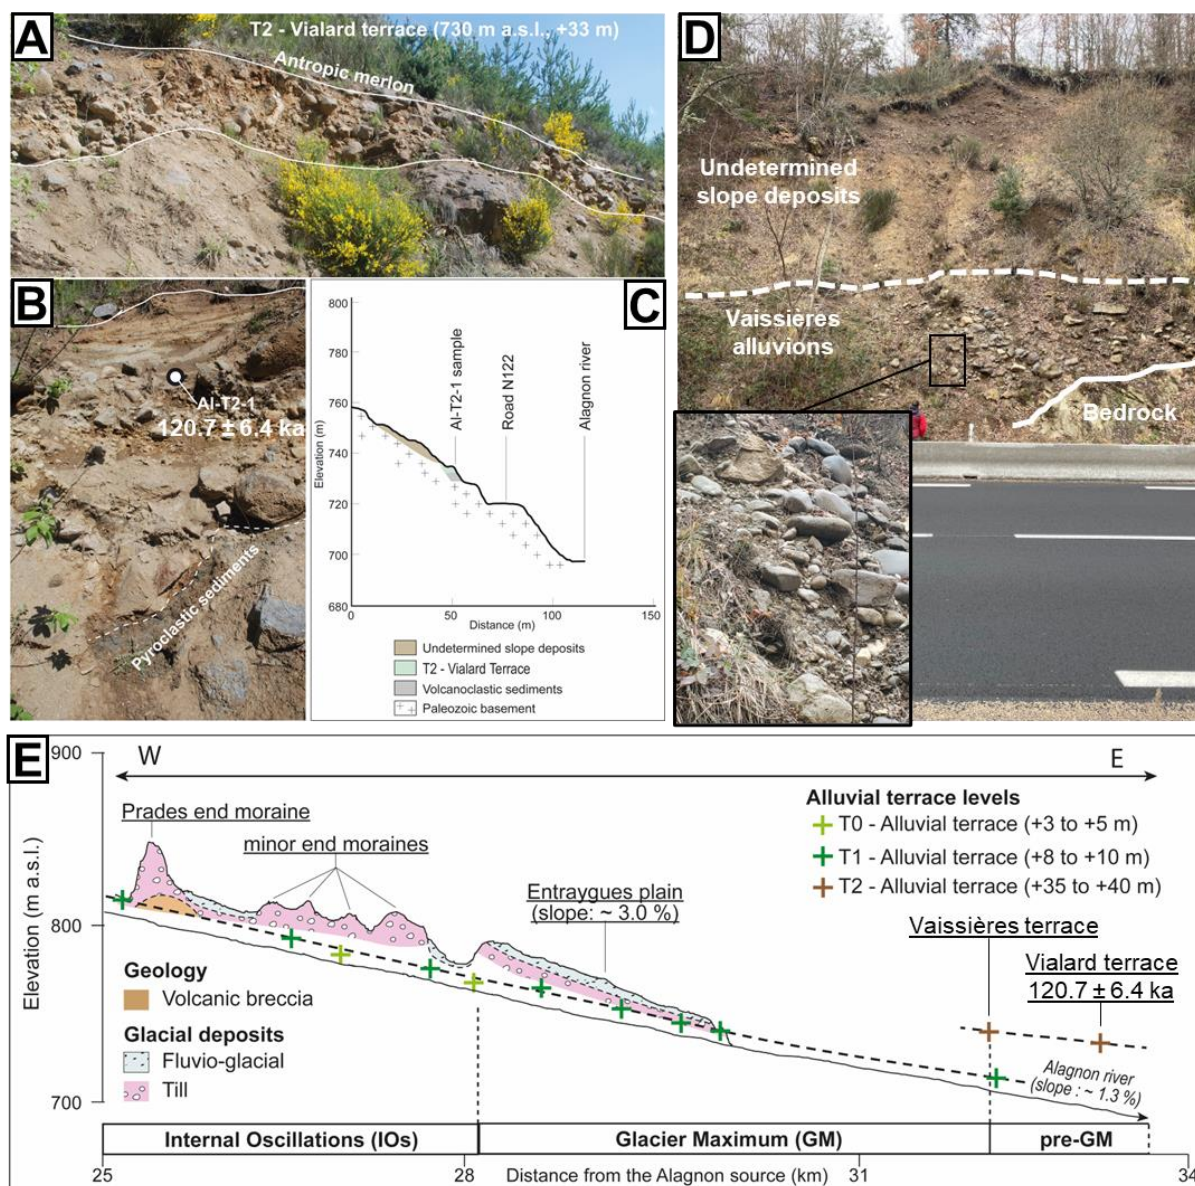 A
T2 - Vialard terrace (730 m a.s.l., +33 m)
Antropic merlon
B
Al-T2-1
120.7 ± 6.4 ka
Pyroclastic sediments
C
800
780
760
740
720
700
680
Elevation (m)
Al-T2-1 sample
Road N122
Alagnon river
0
50
100
150
Distance (m)
Undetermined slope deposits
T2 - Vialard Terrace
Volcanoclastic sediments
Paleozoic basement
D
Undetermined
slope deposits
Vaissières
alluvions
Bedrock
E
900
800
700
Elevation (m a.s.l.)
W
E
Prades end moraine
minor end moraines
Entraygues plain
(slope: ~ 3.0 %)
Alluvial terrace levels
T0 - Alluvial terrace (+3 to +5 m)
T1 - Alluvial terrace (+8 to +10 m)
T2 - Alluvial terrace (+35 to +40 m)
Vaissières terrace
Vialard terrace
120.7 ± 6.4 ka
Geology
Volcanic breccia
Glacial deposits
Fluvio-glacial
Till
Alagnon river
(slope : ~ 1.3 %)
Internal Oscillations (IOs)
Glacier Maximum (GM)
pre-GM
25
28
Distance from the Alagnon source (km)
31
34